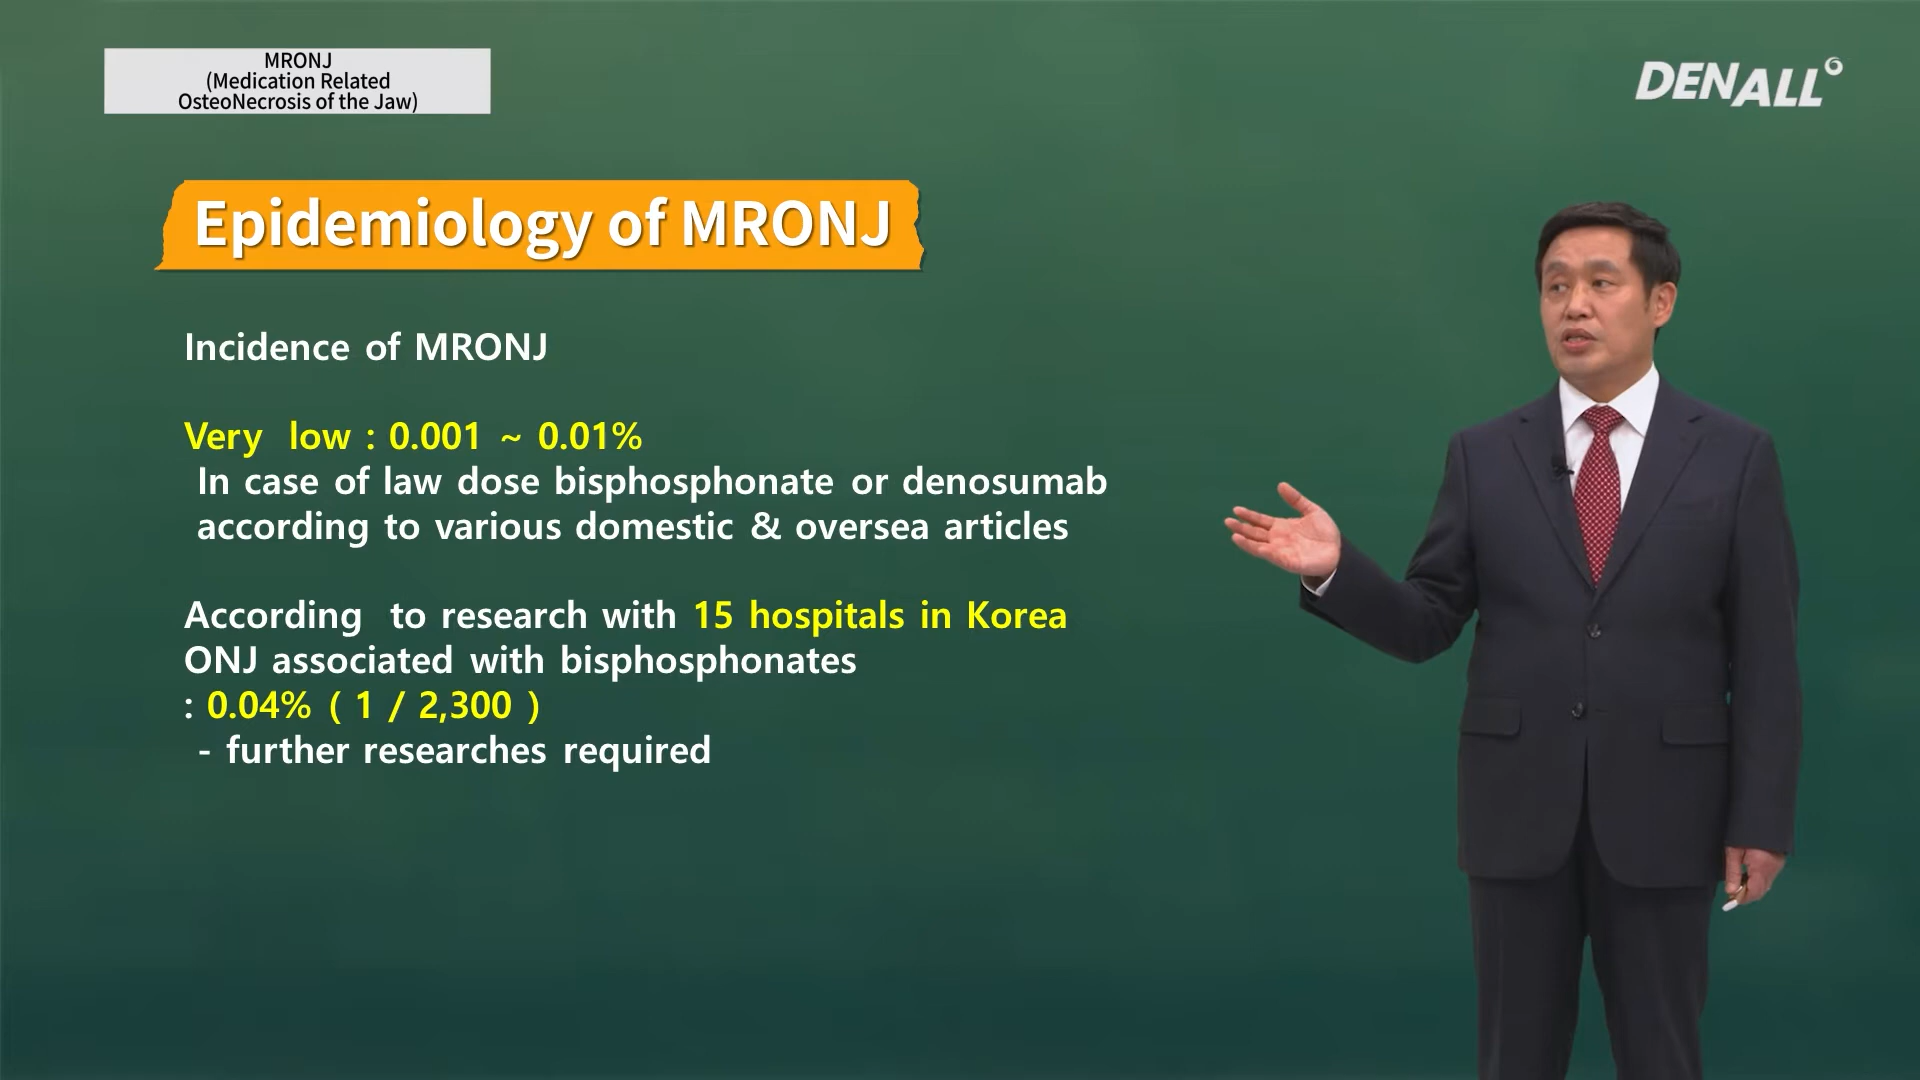 MRONJ
(Medication Related
OsteoNecrosis of the Jaw)
DENALL
Epidemiology of MRONJ
Incidence of MRONJ
Very low : 0.001 ~ 0.01%
In case of law dose bisphosphonate or denosumab
according to various domestic & oversea articles
According to research with 15 hospitals in Korea
ONJ associated with bisphosphonates
: 0.04% ( 1 / 2,300 )
- further researches required